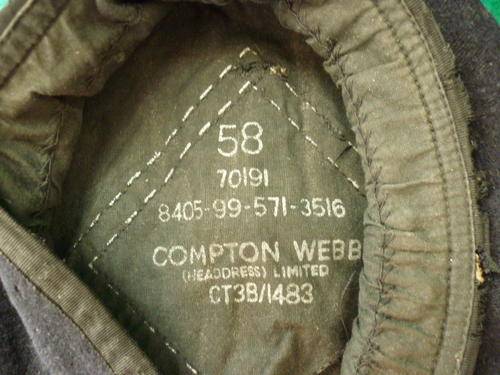 58
70191
8405-99-571-3516
COMPTON WEBB
(HEADDRESS) LIMITED
CT3B/1483